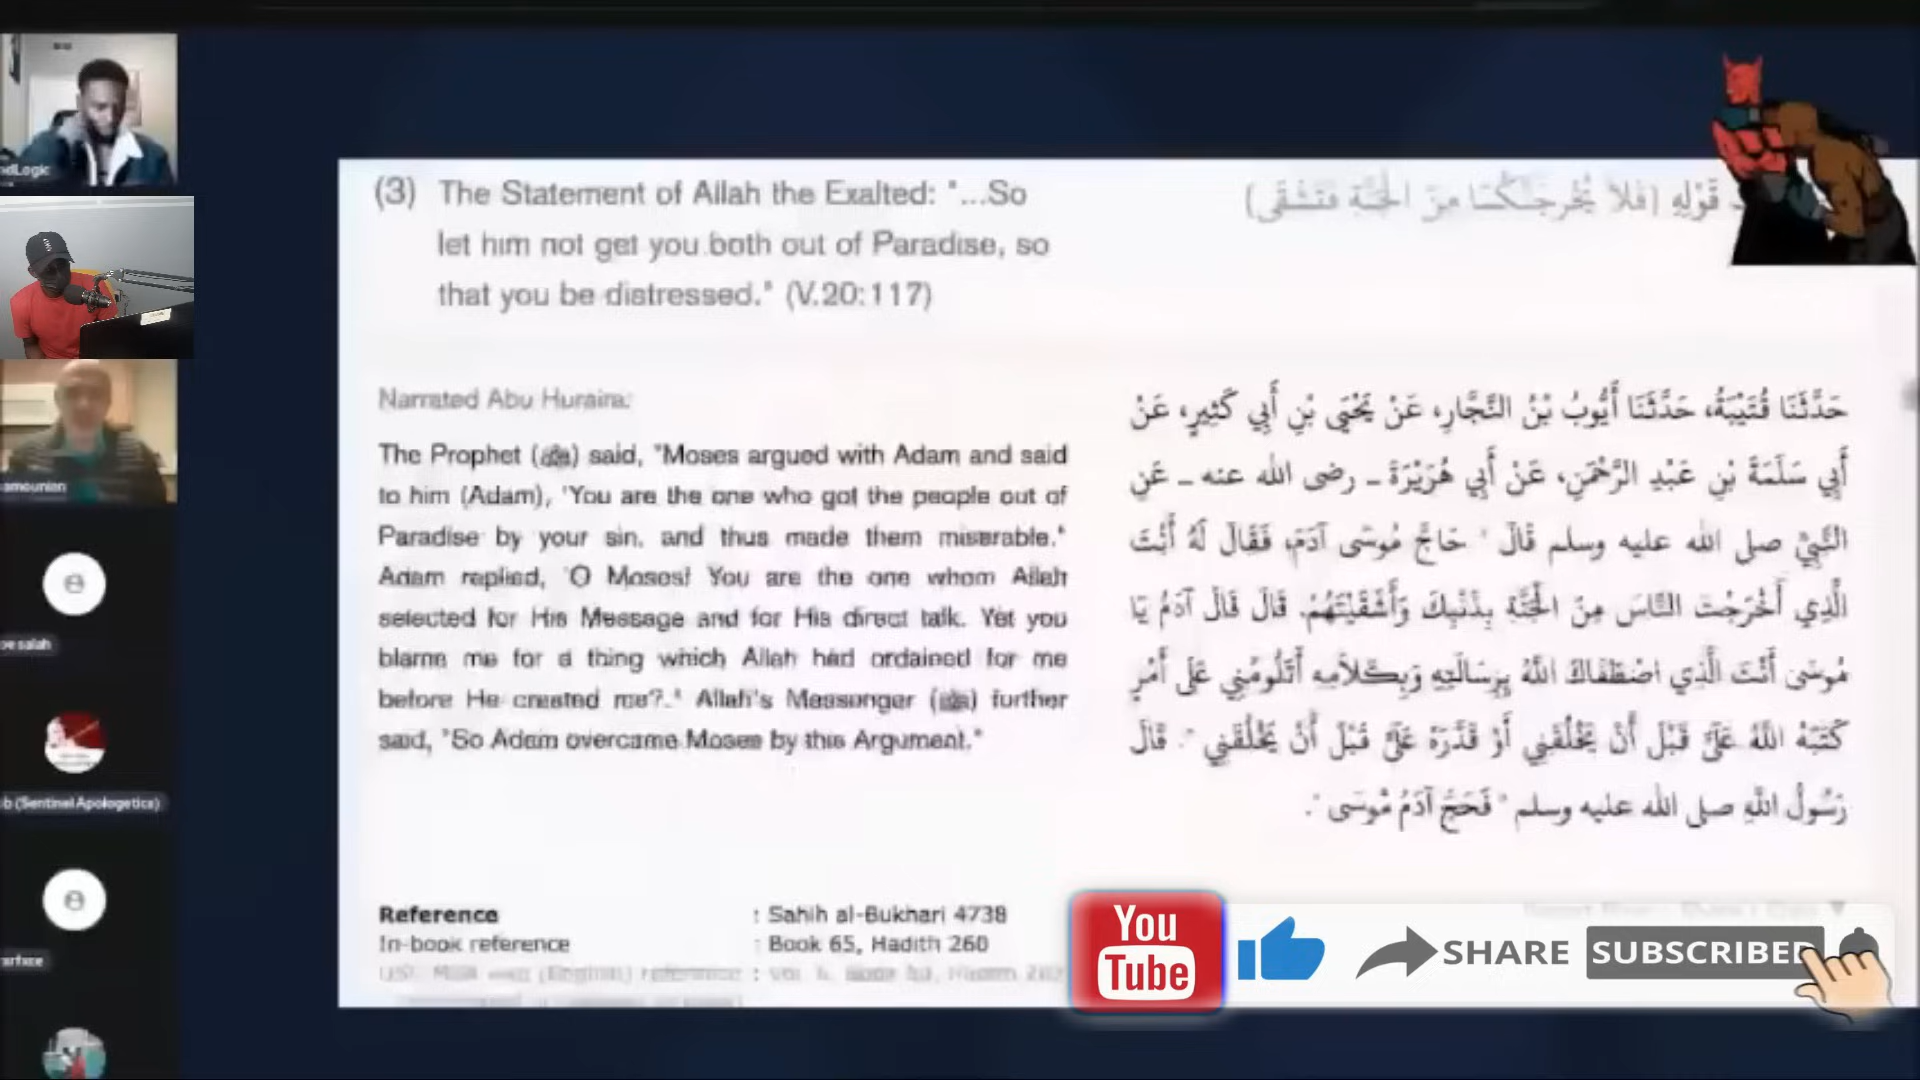 ndLogic
amounian
oe salah
b (Sentinel Apologetics)
arface
(3) The Statement of Allah the Exalted: "...So
let him not get you both out of Paradise, so
that you be distressed." (V.20:117)
قَوْلِهِ ‏(‏فَلاَ يُخْرِجَنَّكُمَا مِنَ الْجَنَّةِ فَتَشْقَى‏)‏
Narrated Abu Huraira:
The Prophet (ﷺ) said, "Moses argued with Adam and said
to him (Adam), 'You are the one who got the people out of
Paradise by your sin, and thus made them miserable."
Adam replied, 'O Moses! You are the one whom Allah
selected for His Message and for His direct talk. Yet you
blame me for a thing which Allah had ordained for me
before He created me?." Allah's Messenger (ﷺ) further
said, "So Adam overcame Moses by this Argument."
حَدَّثَنَا قُتَيْبَةُ، حَدَّثَنَا أَيُّوبُ بْنُ النَّجَّارِ، عَنْ يَحْيَى بْنِ أَبِي كَثِيرٍ، عَنْ
أَبِي سَلَمَةَ بْنِ عَبْدِ الرَّحْمَنِ، عَنْ أَبِي هُرَيْرَةَ ـ رضى الله عنه ـ عَنِ
النَّبِيِّ صلى الله عليه وسلم قَالَ " حَاجَّ مُوسَى آدَمَ، فَقَالَ لَهُ أَنْتَ
الَّذِي أَخْرَجْتَ النَّاسَ مِنَ الْجَنَّةِ بِذَنْبِكَ وَأَشْقَيْتَهُمْ. قَالَ قَالَ آدَمُ يَا
مُوسَى أَنْتَ الَّذِي اصْطَفَاكَ اللَّهُ بِرِسَالَتِهِ وَبِكَلاَمِهِ أَتَلُومُنِي عَلَى أَمْرٍ
كَتَبَهُ اللَّهُ عَلَىَّ قَبْلَ أَنْ يَخْلُقَنِي أَوْ قَدَّرَهُ عَلَىَّ قَبْلَ أَنْ يَخْلُقَنِي ". قَالَ
رَسُولُ اللَّهِ صلى الله عليه وسلم " فَحَجَّ آدَمُ مُوسَى ".
Reference : Sahih al-Bukhari 4738
In-book reference : Book 65, Hadith 260
You
Tube
SHARE
SUBSCRIBED